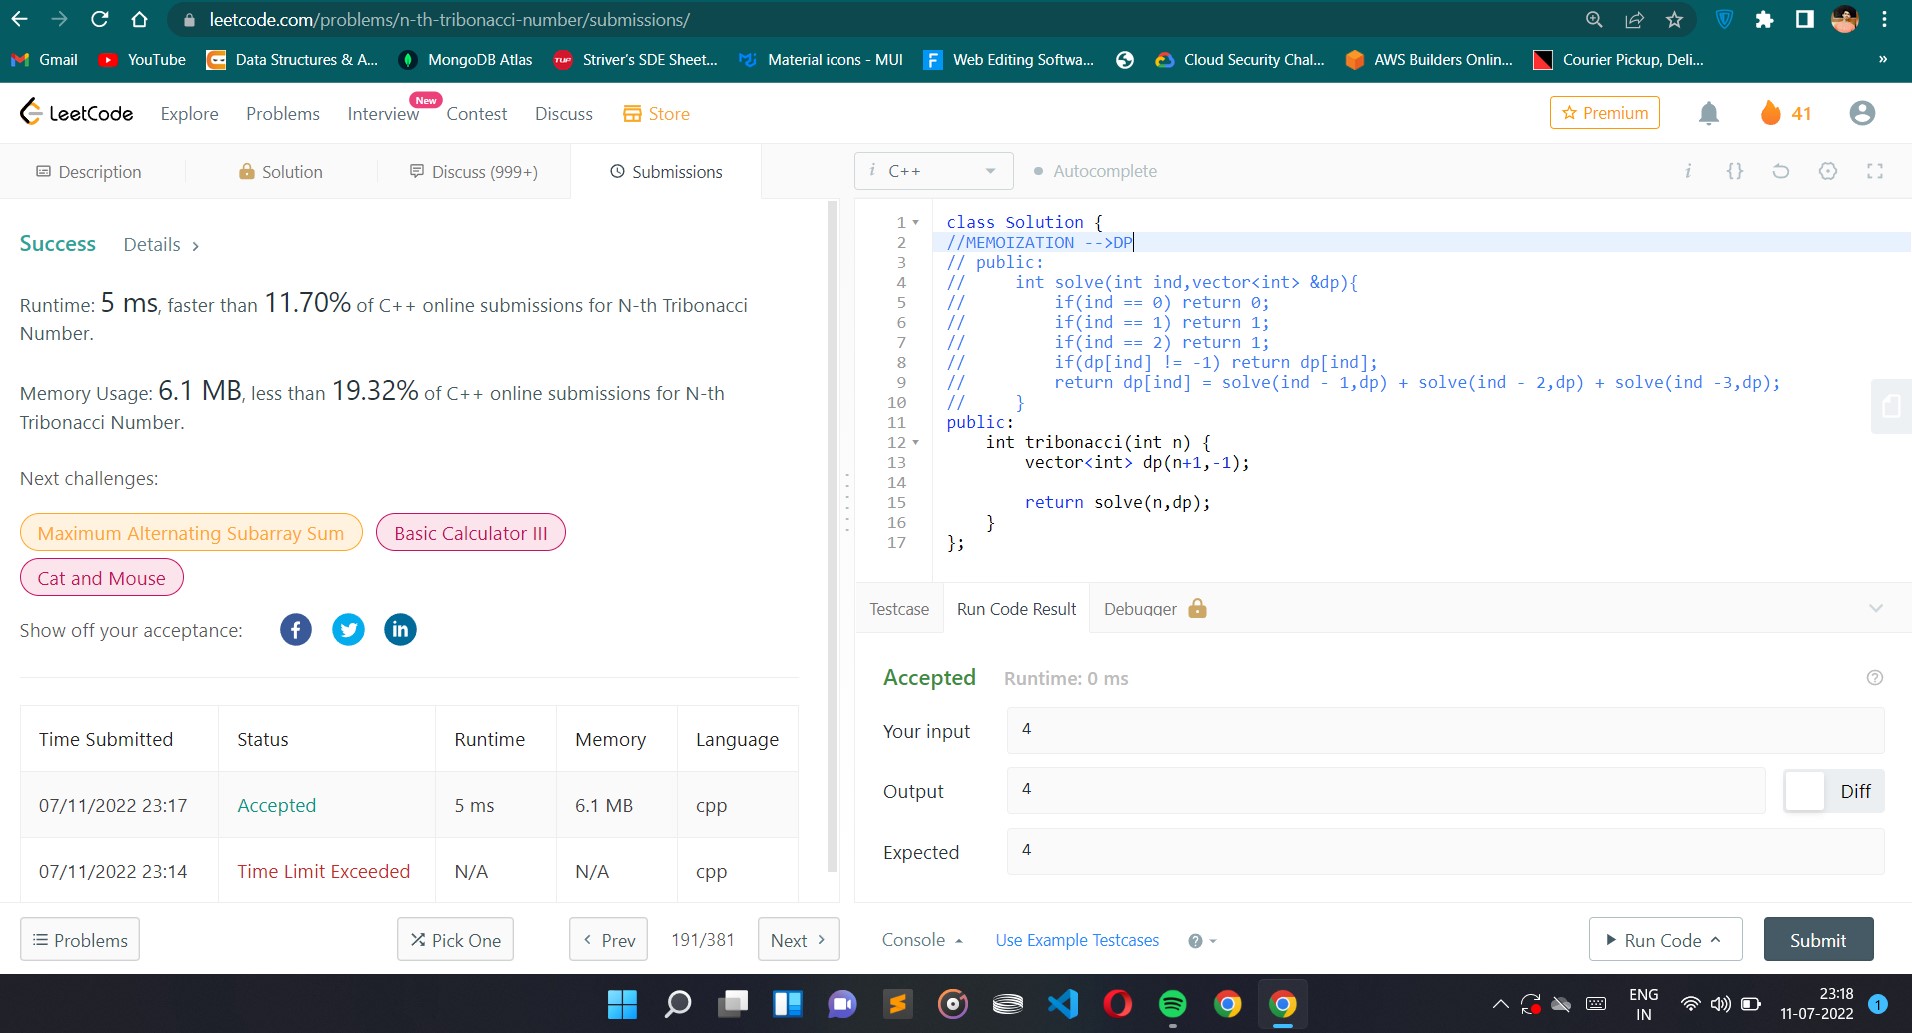 leetcode.com/problems/n-th-tribonacci-number/submissions/
Gmail YouTube Data Structures & A... MongoDB Atlas Striver's SDE Sheet... Material icons - MUI Web Editing Softwa... Cloud Security Chal... AWS Builders Onlin... Courier Pickup, Deli... »
LeetCode Explore Problems Interview New Contest Discuss Store Premium 41
Description Solution Discuss (999+) Submissions
Success Details >
Runtime: 5 ms, faster than 11.70% of C++ online submissions for N-th Tribonacci
Number.
Memory Usage: 6.1 MB, less than 19.32% of C++ online submissions for N-th
Tribonacci Number.
Next challenges:
Maximum Alternating Subarray Sum Basic Calculator III
Cat and Mouse
Show off your acceptance:
Time Submitted Status Runtime Memory Language
07/11/2022 23:17 Accepted 5 ms 6.1 MB cpp
07/11/2022 23:14 Time Limit Exceeded N/A N/A cpp
Problems Pick One < Prev 191/381 Next >
i C++ Autocomplete i {}
1 class Solution {
2 //MEMOIZATION -->DP
3 // public:
4 //     int solve(int ind,vector<int> &dp){
5 //         if(ind == 0) return 0;
6 //         if(ind == 1) return 1;
7 //         if(ind == 2) return 1;
8 //         if(dp[ind] != -1) return dp[ind];
9 //         return dp[ind] = solve(ind - 1,dp) + solve(ind - 2,dp) + solve(ind -3,dp);
10 //     }
11 public:
12     int tribonacci(int n) {
13         vector<int> dp(n+1,-1);
14
15         return solve(n,dp);
16     }
17 };
Testcase Run Code Result Debugger
Accepted Runtime: 0 ms
Your input 4
Output 4 Diff
Expected 4
Console Use Example Testcases Run Code Submit
ENG 23:18
IN 11-07-2022 1